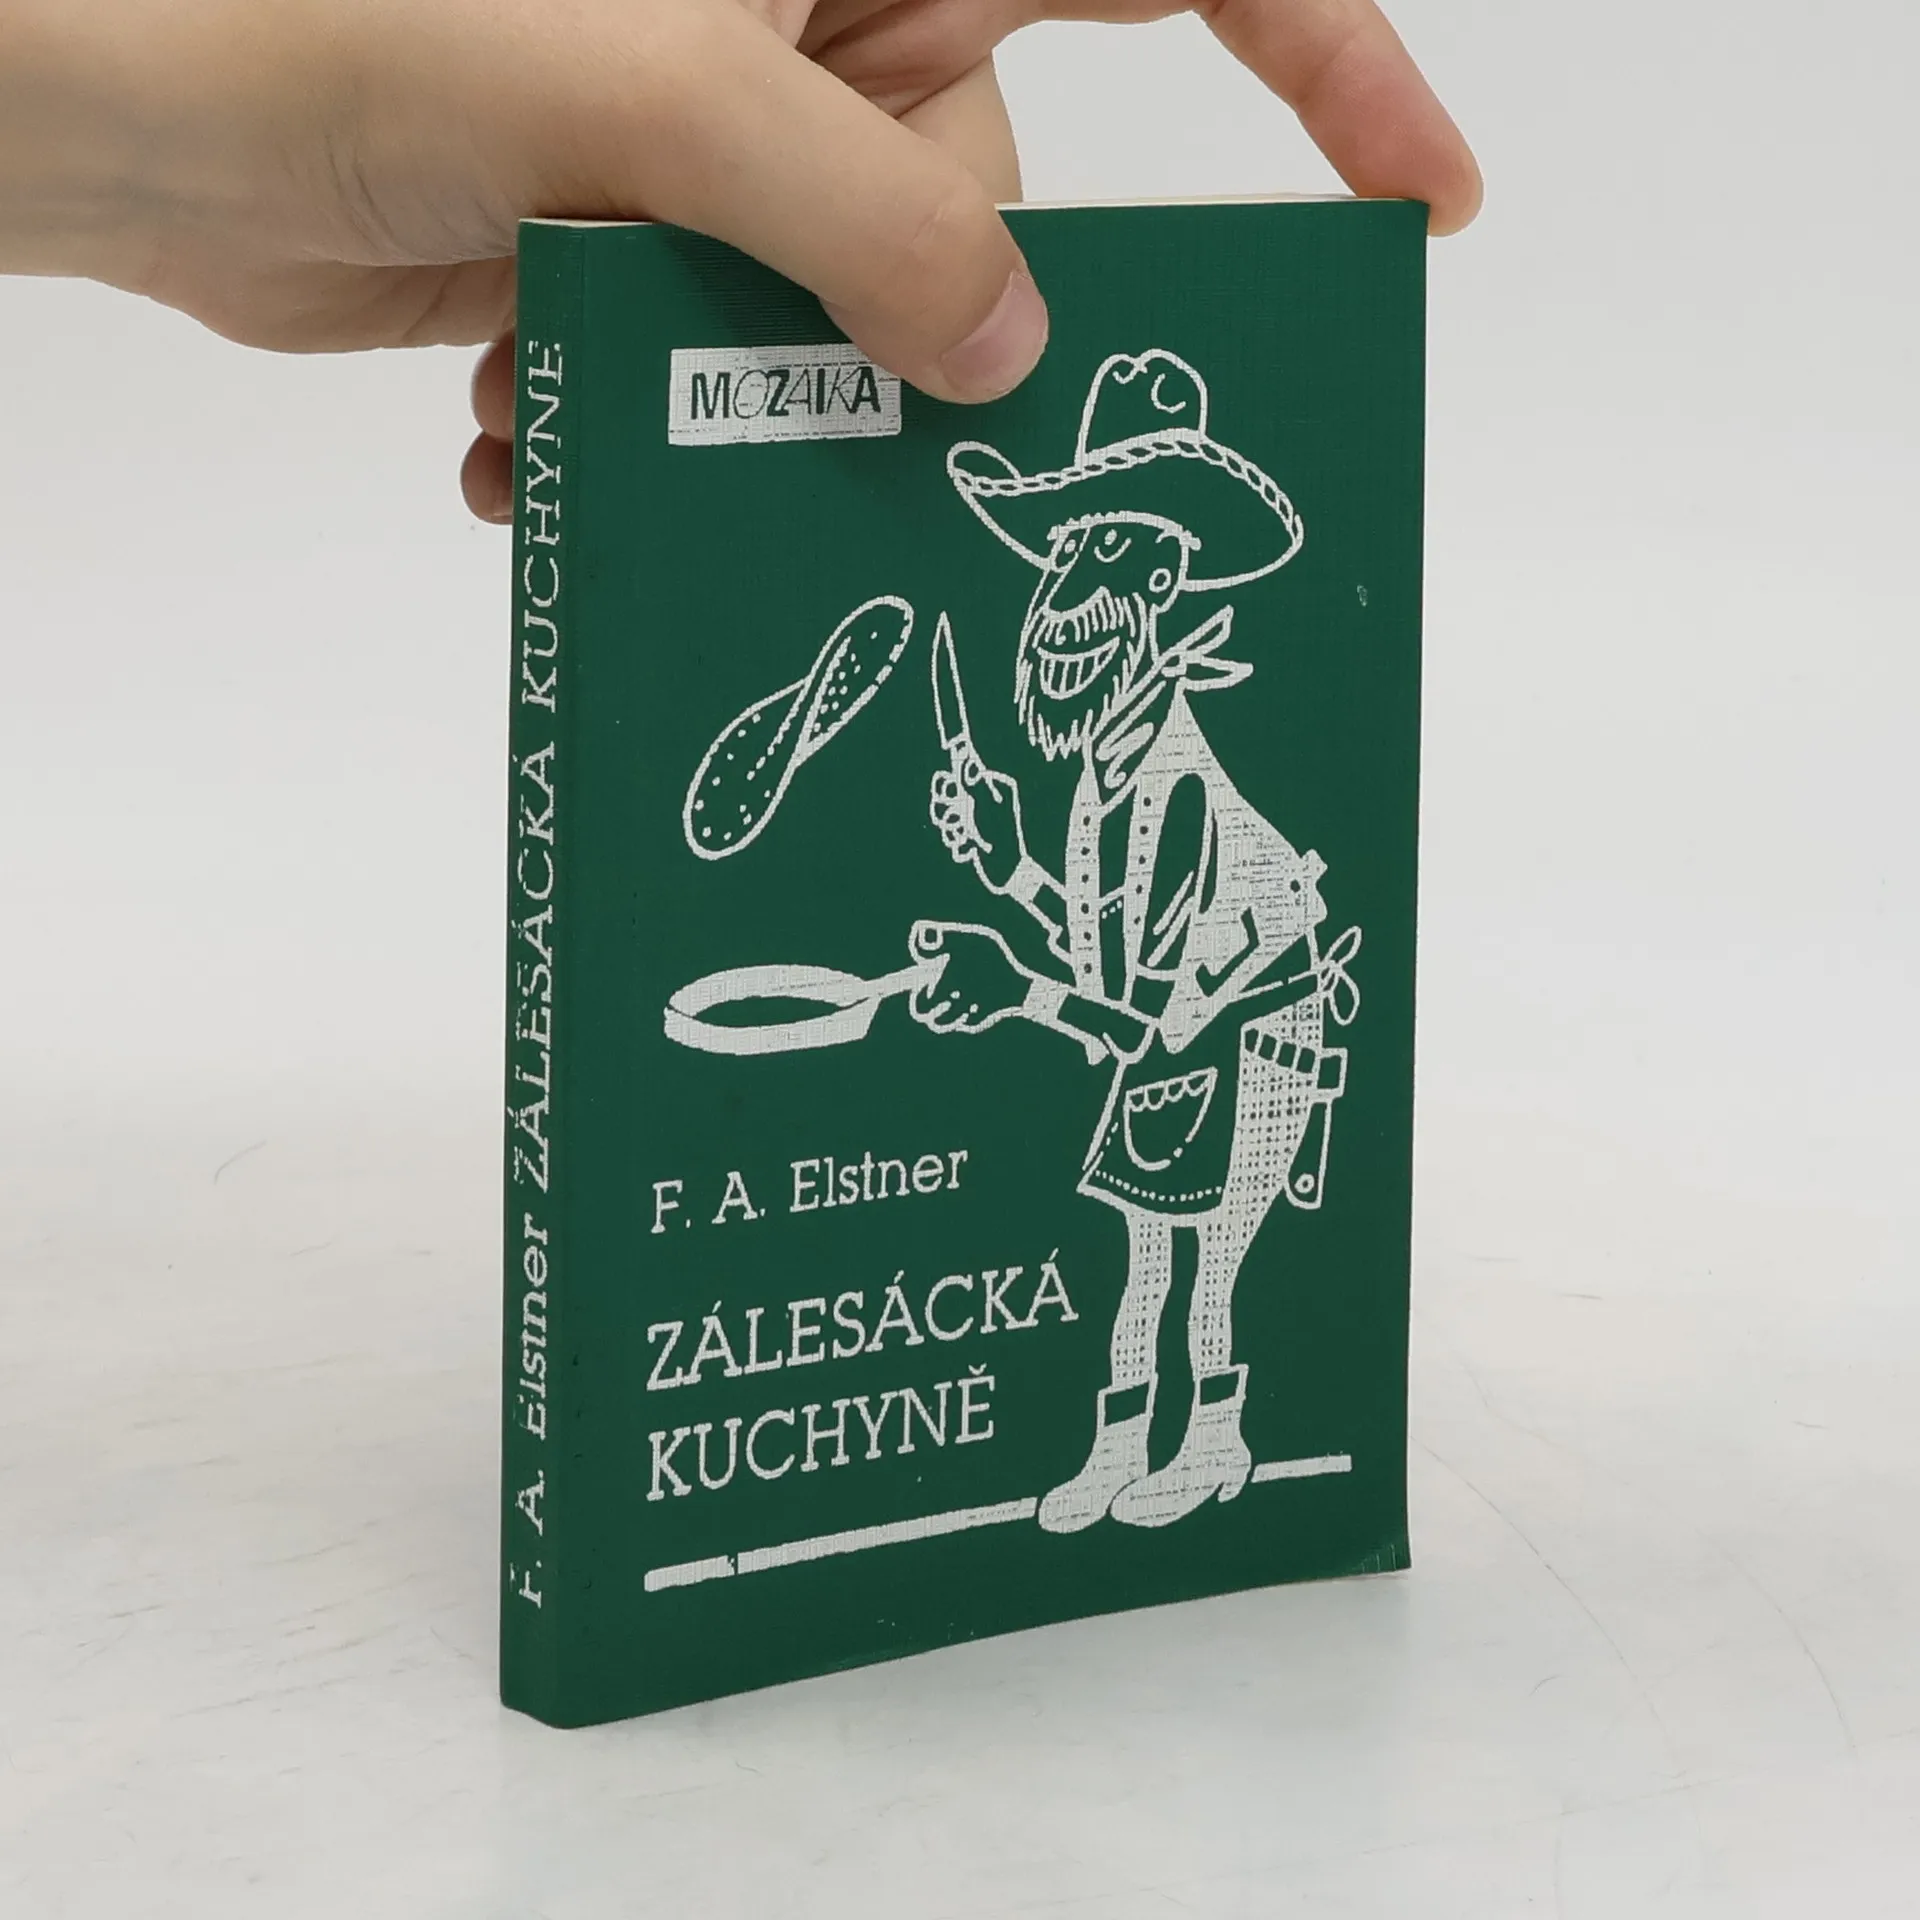 MOZAIKA
F. A. Elstner
ZÁLESÁCKÁ
KUCHYNĚ
F. A. Elstner ZÁLESÁCKÁ KUCHYNĚ